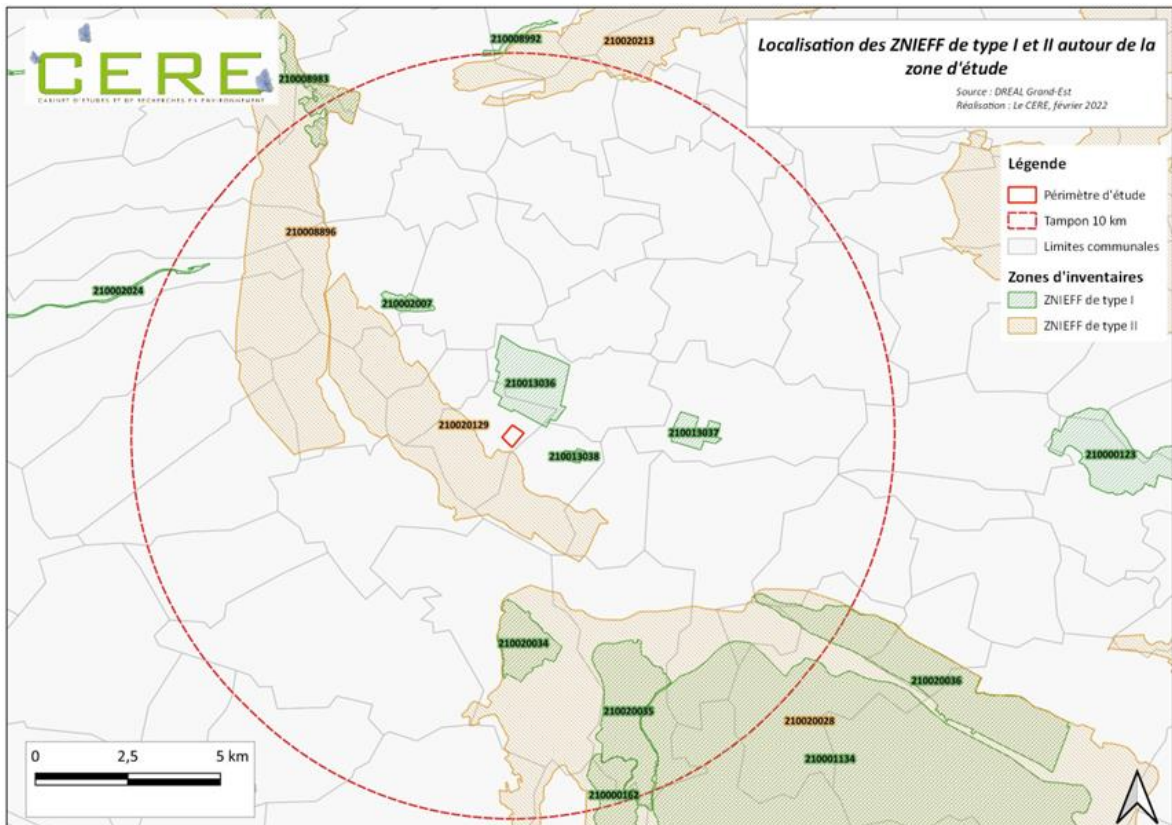 CERE
CABINET D'ETUDES ET DE RECHERCHES EN ENVIRONNEMENT
Localisation des ZNIEFF de type I et II autour de la
zone d'étude
Source : DREAL Grand-Est
Réalisation : Le CERE, février 2022
Légende
Périmètre d'étude
Tampon 10 km
Limites communales
Zones d'inventaires
ZNIEFF de type I
ZNIEFF de type II
210008992
210020213
210008983
210008896
210002024
210002007
210013036
210020129
210013037
210013038
210000123
210020034
210020036
210020035
210020028
210001134
210000162
0 2,5 5 km